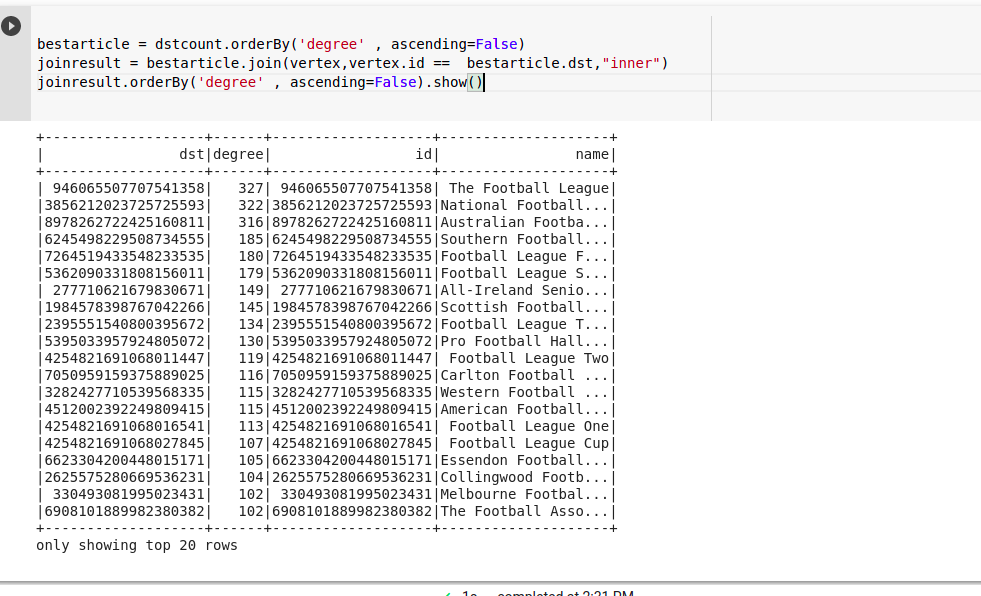 bestarticle = dstcount.orderBy('degree' , ascending=False)
joinresult = bestarticle.join(vertex,vertex.id ==  bestarticle.dst,"inner")
joinresult.orderBy('degree' , ascending=False).show()
+-------------------+------+-------------------+--------------------+
|                dst|degree|                 id|                name|
+-------------------+------+-------------------+--------------------+
| 946065507707541358|   327| 946065507707541358| The Football League|
|3856212023725725593|   322|3856212023725725593|National Football...|
|8978262722425160811|   316|8978262722425160811|Australian Footba...|
|6245498229508734555|   185|6245498229508734555|Southern Football...|
|7264519433548233535|   180|7264519433548233535|Football League F...|
|5362090331808156011|   179|5362090331808156011|Football League S...|
| 277710621679830671|   149| 277710621679830671|All-Ireland Senio...|
|1984578398767042266|   145|1984578398767042266|Scottish Football...|
|2395551540800395672|   134|2395551540800395672|Football League T...|
|5395033957924805072|   130|5395033957924805072|Pro Football Hall...|
|4254821691068011447|   119|4254821691068011447| Football League Two|
|7050959159375889025|   116|7050959159375889025|Carlton Football ...|
|3282427710539568335|   115|3282427710539568335|Western Football ...|
|4512002392249809415|   115|4512002392249809415|American Football...|
|4254821691068016541|   113|4254821691068016541| Football League One|
|4254821691068027845|   107|4254821691068027845| Football League Cup|
|6623304200448015171|   105|6623304200448015171|Essendon Football...|
|2625575280669536231|   104|2625575280669536231|Collingwood Footb...|
| 330493081995023431|   102| 330493081995023431|Melbourne Footbal...|
|6908101889982380382|   102|6908101889982380382|The Football Asso...|
+-------------------+------+-------------------+--------------------+
only showing top 20 rows
1s completed at 2:21 PM